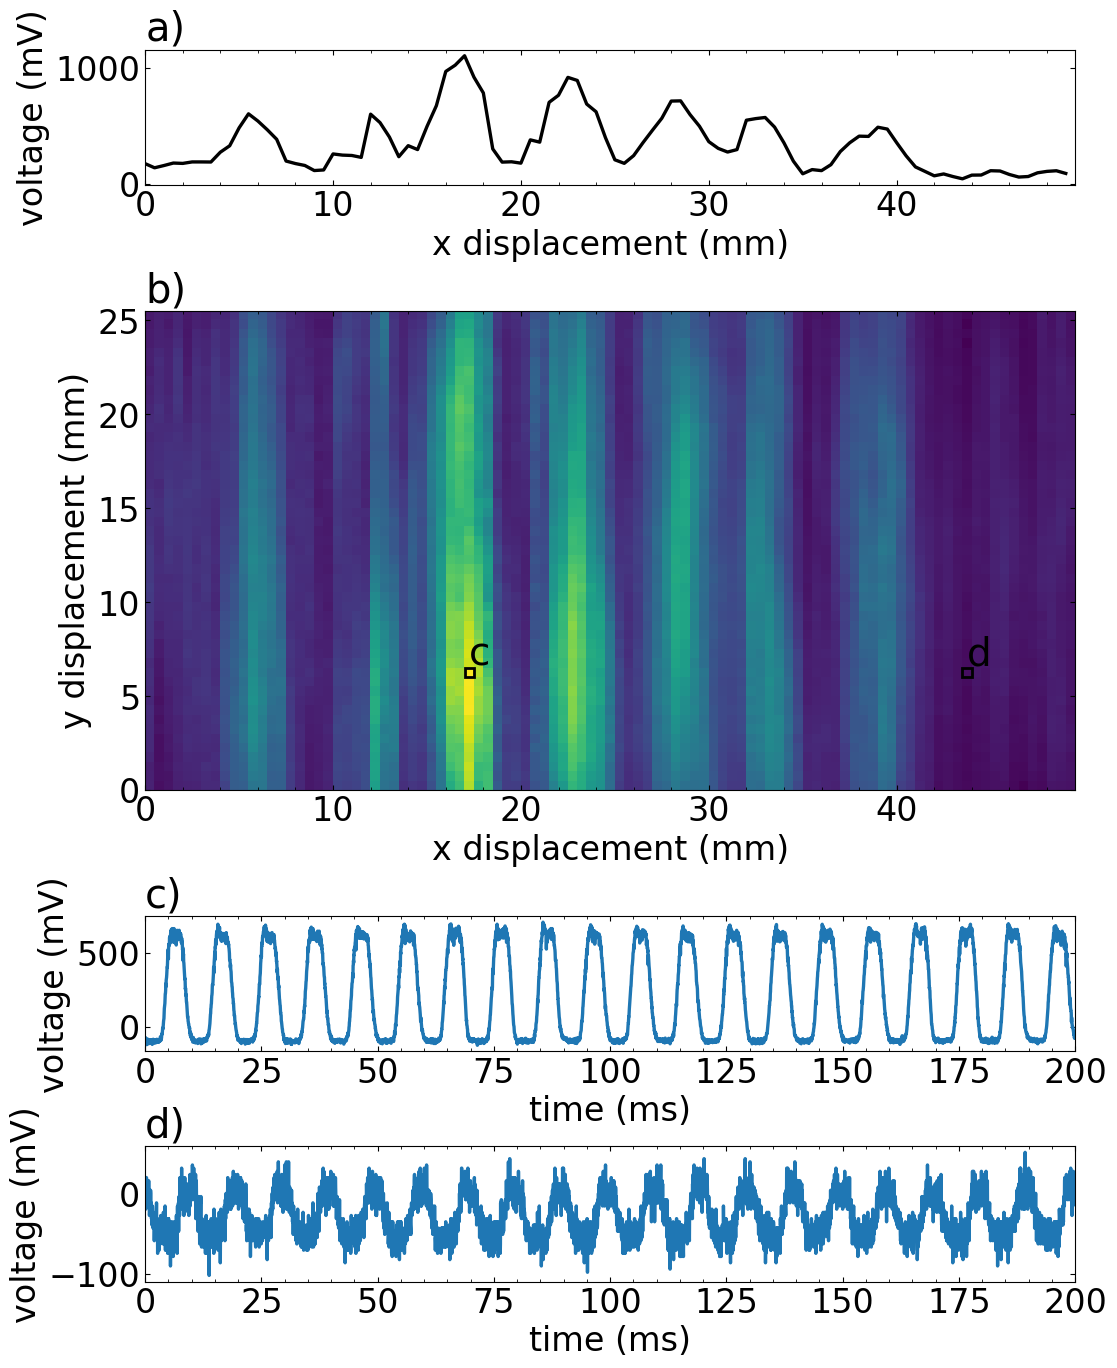 a)
voltage (mV)
1000
0
0 10 20 30 40
x displacement (mm)
b)
y displacement (mm)
25
20
15
10
5
0
c
d
0 10 20 30 40
x displacement (mm)
c)
voltage (mV)
500
0
0 25 50 75 100 125 150 175 200
time (ms)
d)
voltage (mV)
0
−100
0 25 50 75 100 125 150 175 200
time (ms)